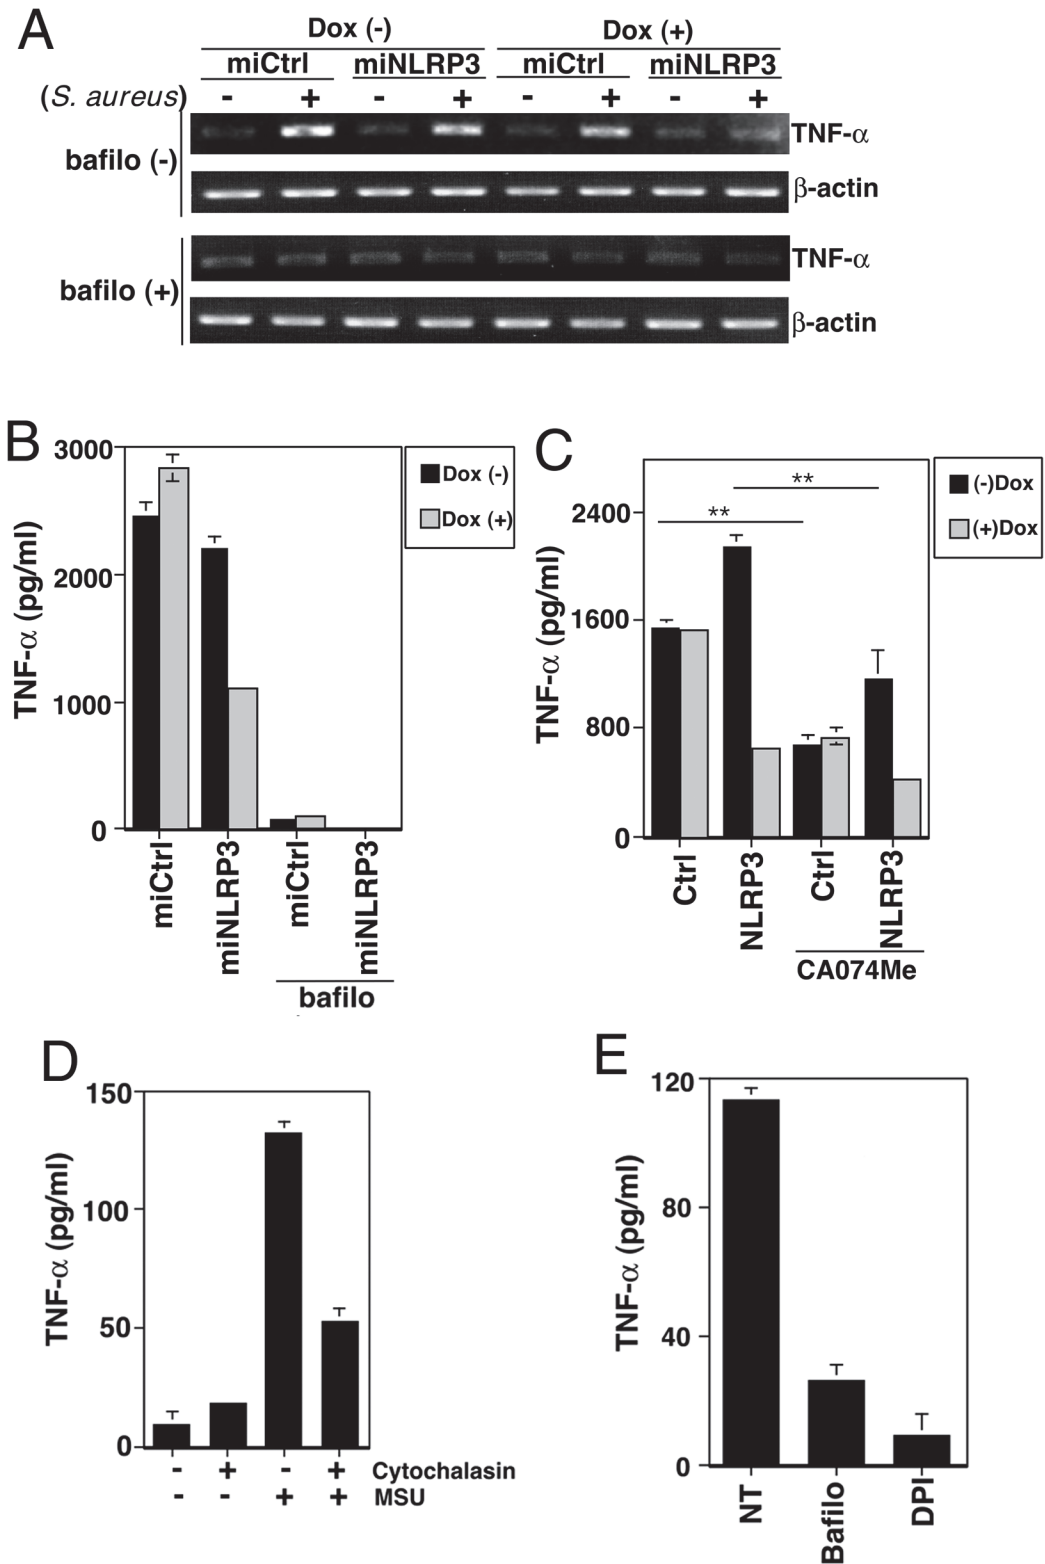 A
Dox (-) Dox (+)
miCtrl miNLRP3 miCtrl miNLRP3
(S. aureus) - + - + - + - +
bafilo (-)
TNF-α
β-actin
bafilo (+)
TNF-α
β-actin
B
TNF-α (pg/ml)
3000
2000
1000
0
Dox (-)
Dox (+)
miCtrl
miNLRP3
miCtrl
miNLRP3
bafilo
C
TNF-α (pg/ml)
2400
1600
800
0
**
**
(-)Dox
(+)Dox
Ctrl
NLRP3
Ctrl
NLRP3
CA074Me
D
TNF-α (pg/ml)
150
100
50
0
- + - + Cytochalasin
- - + + MSU
E
TNF-α (pg/ml)
120
80
40
0
NT
Bafilo
DPI